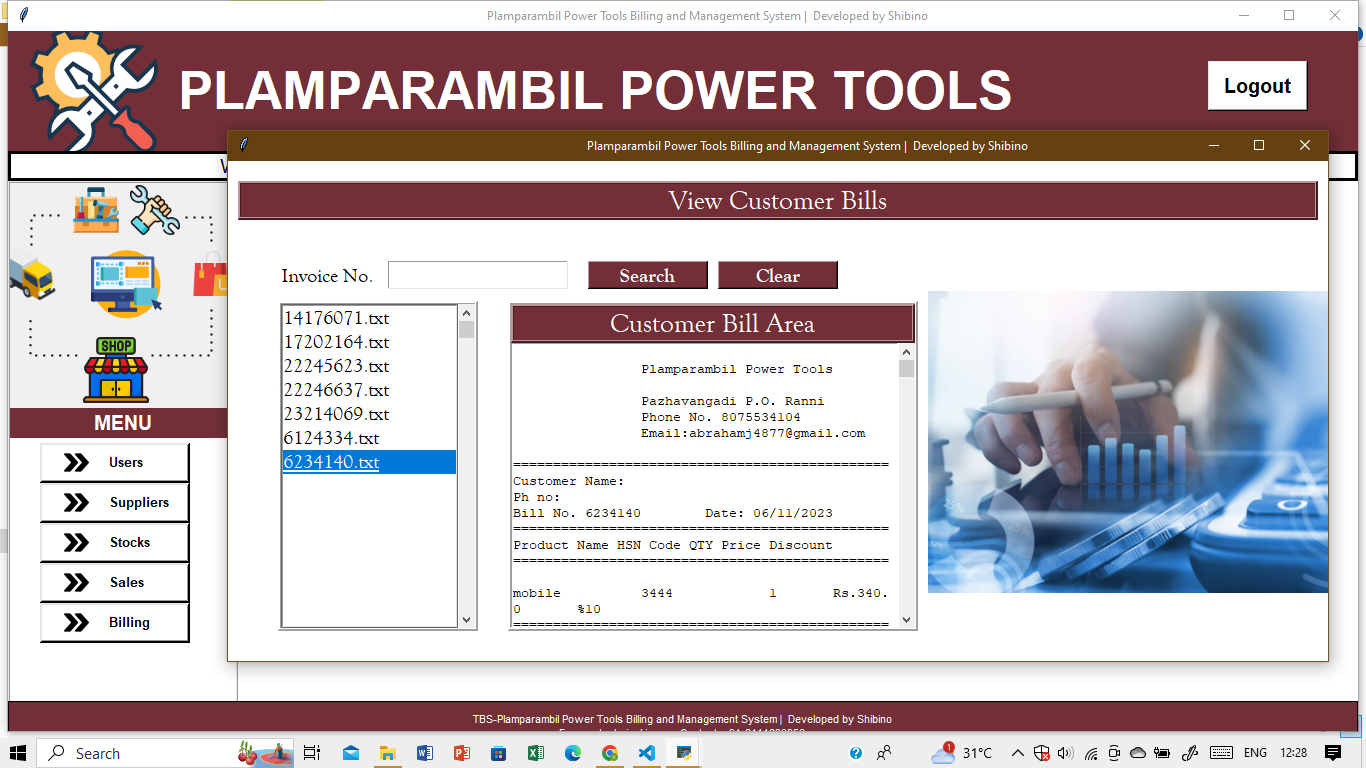 Plamparambil Power Tools Billing and Management System | Developed by Shibino
PLAMPARAMBIL POWER TOOLS
Logout
Plamparambil Power Tools Billing and Management System | Developed by Shibino
View Customer Bills
Invoice No.
Search
Clear
14176071.txt
17202164.txt
22245623.txt
22246637.txt
23214069.txt
6124334.txt
6234140.txt
Customer Bill Area
Plamparambil Power Tools
Pazhavangadi P.O. Ranni
Phone No. 8075534104
Email:abrahamj4877@gmail.com
===============================================
Customer Name:
Ph no:
Bill No. 6234140 Date: 06/11/2023
===============================================
Product Name HSN Code QTY Price Discount
===============================================
mobile 3444 1 Rs.340.
0 %10
===============================================
SHOP
MENU
Users
Suppliers
Stocks
Sales
Billing
TBS-Plamparambil Power Tools Billing and Management System | Developed by Shibino
Search
1
31°C
ENG
12:28